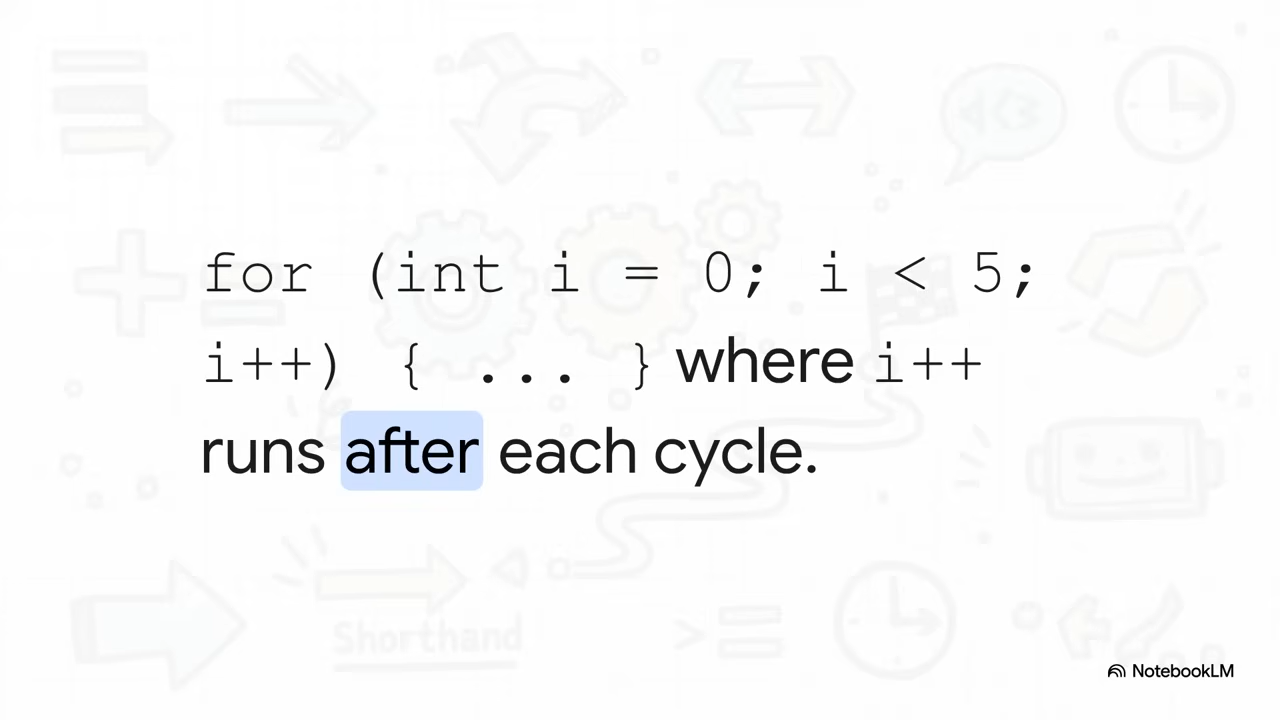 for (int i = 0; i < 5;
i++) { ... } where i++
runs after each cycle.
Shorthand
>=
NotebookLM